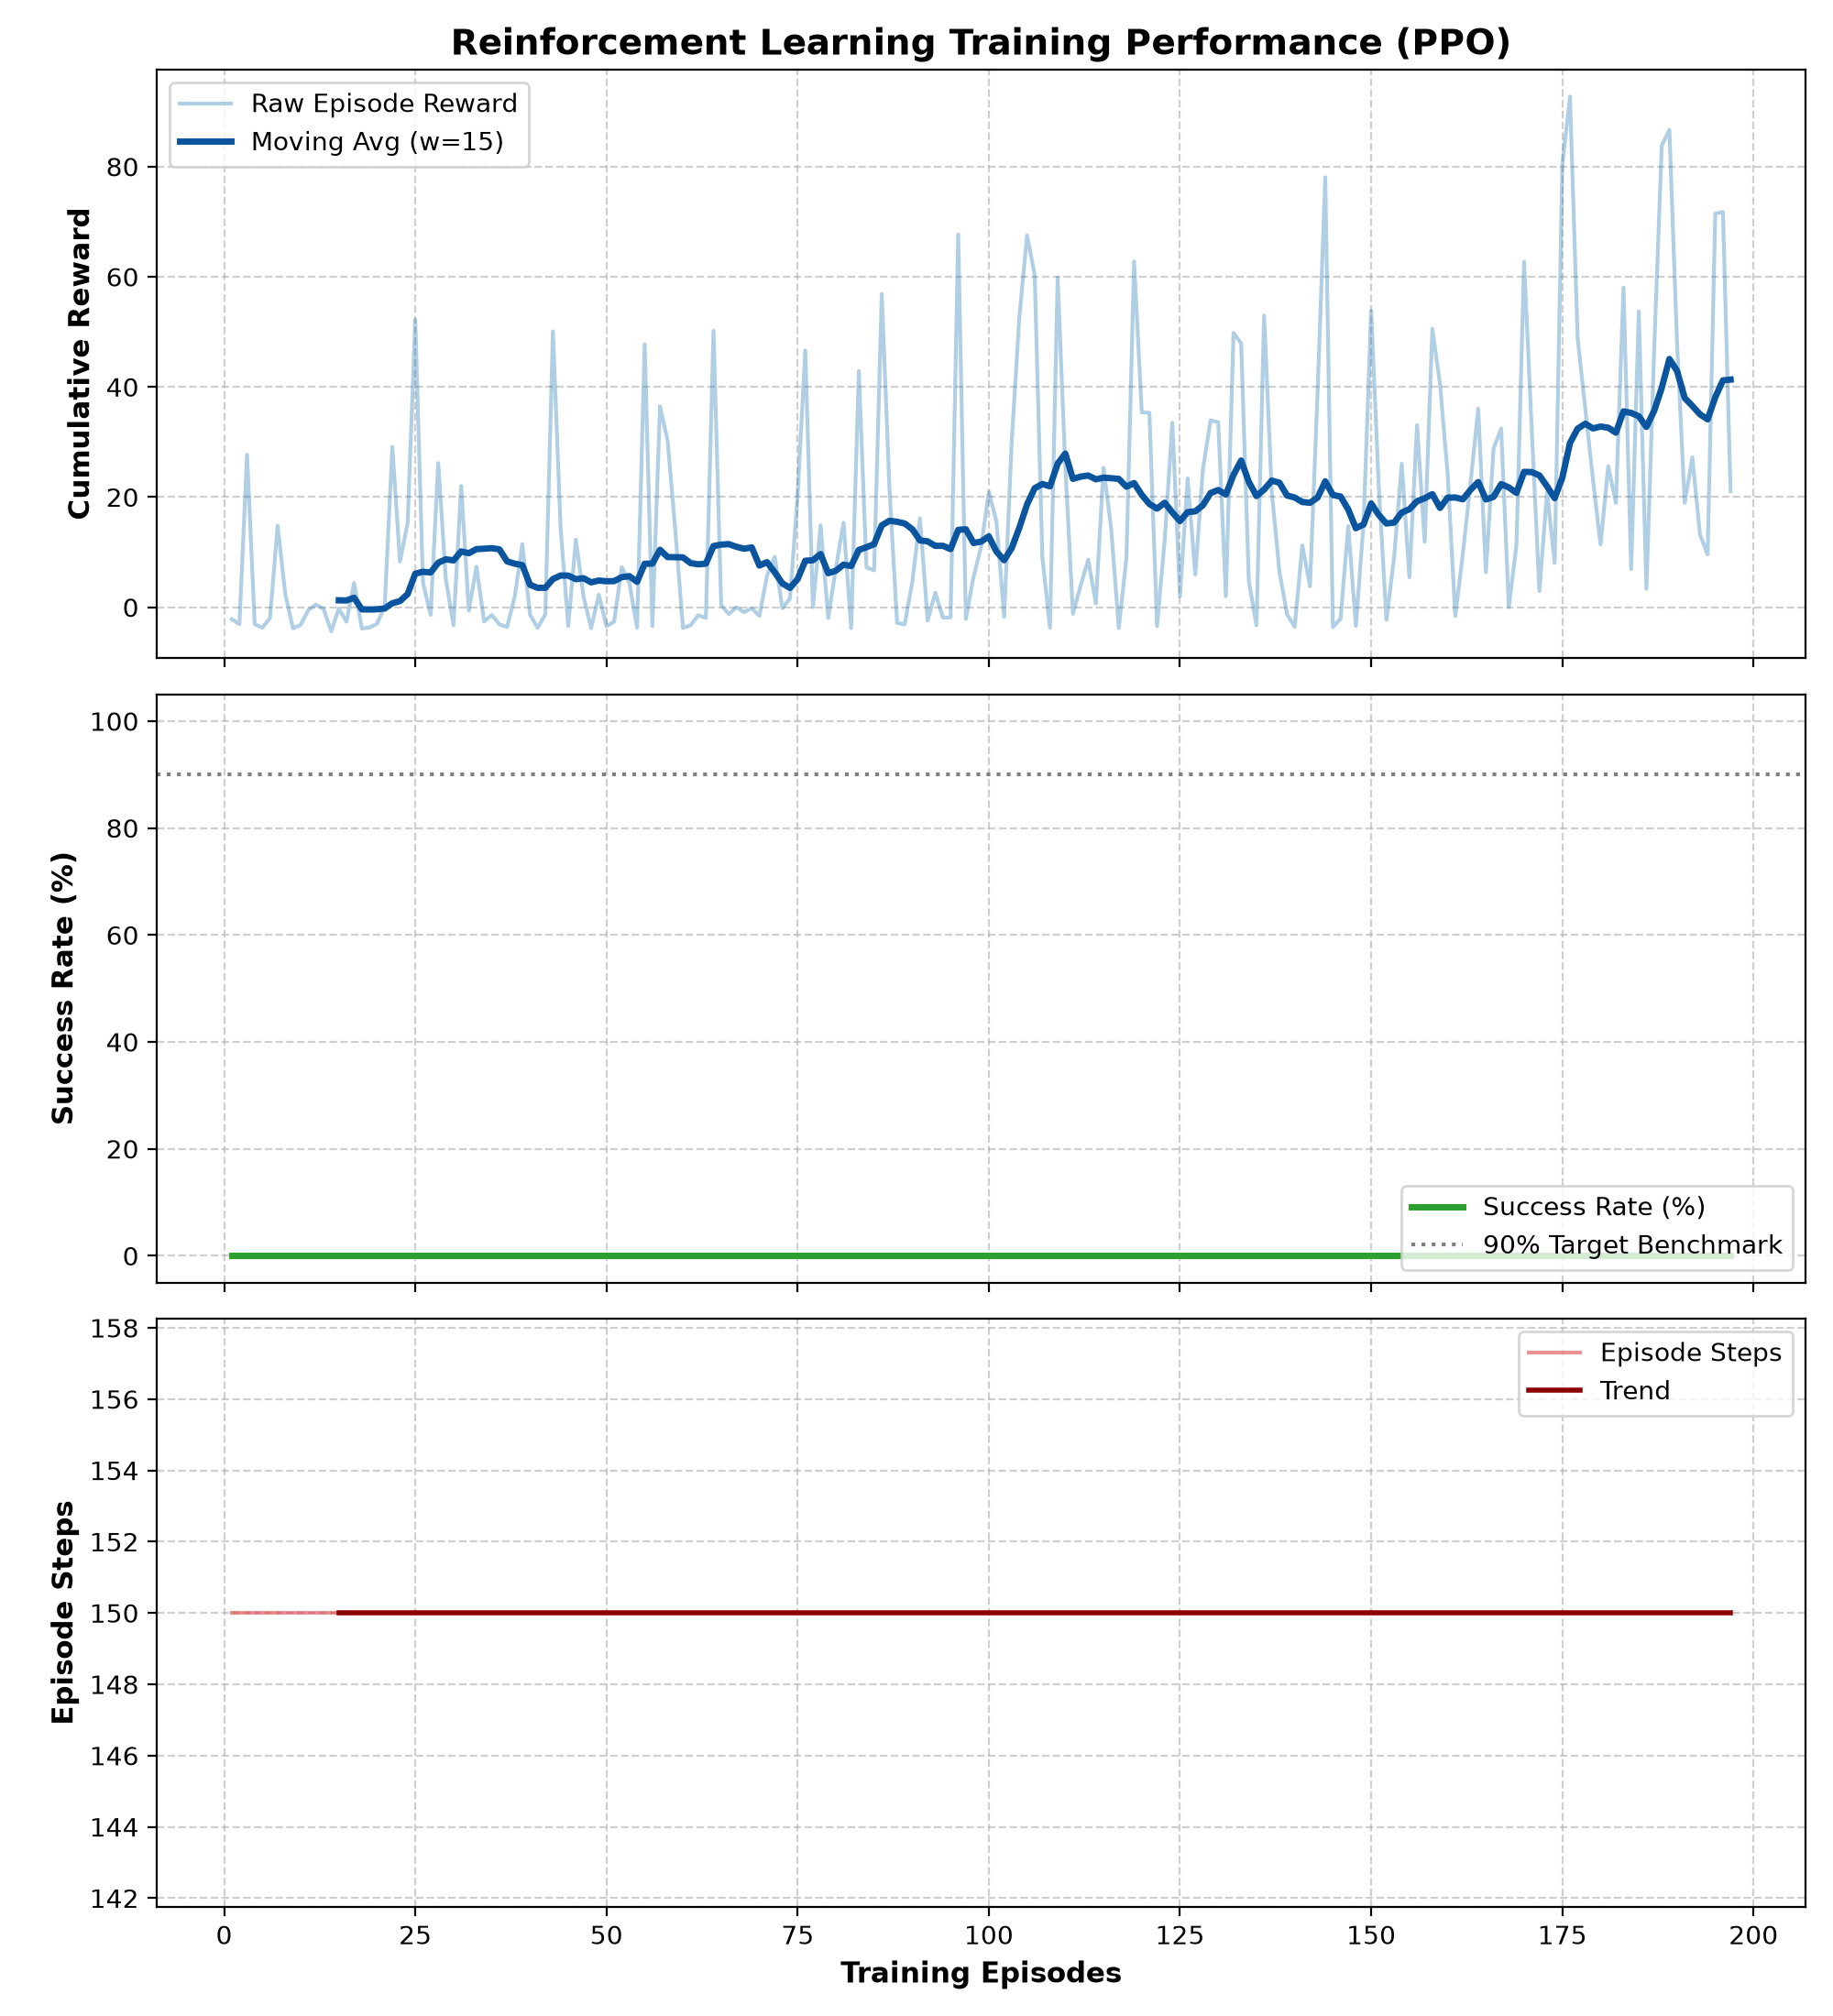 Reinforcement Learning Training Performance (PPO)
Raw Episode Reward
Moving Avg (w=15)
Cumulative Reward
80
60
40
20
0
100
80
60
40
20
0
Success Rate (%)
Success Rate (%)
90% Target Benchmark
158
156
154
152
150
148
146
144
142
Episode Steps
Episode Steps
Trend
0 25 50 75 100 125 150 175 200
Training Episodes